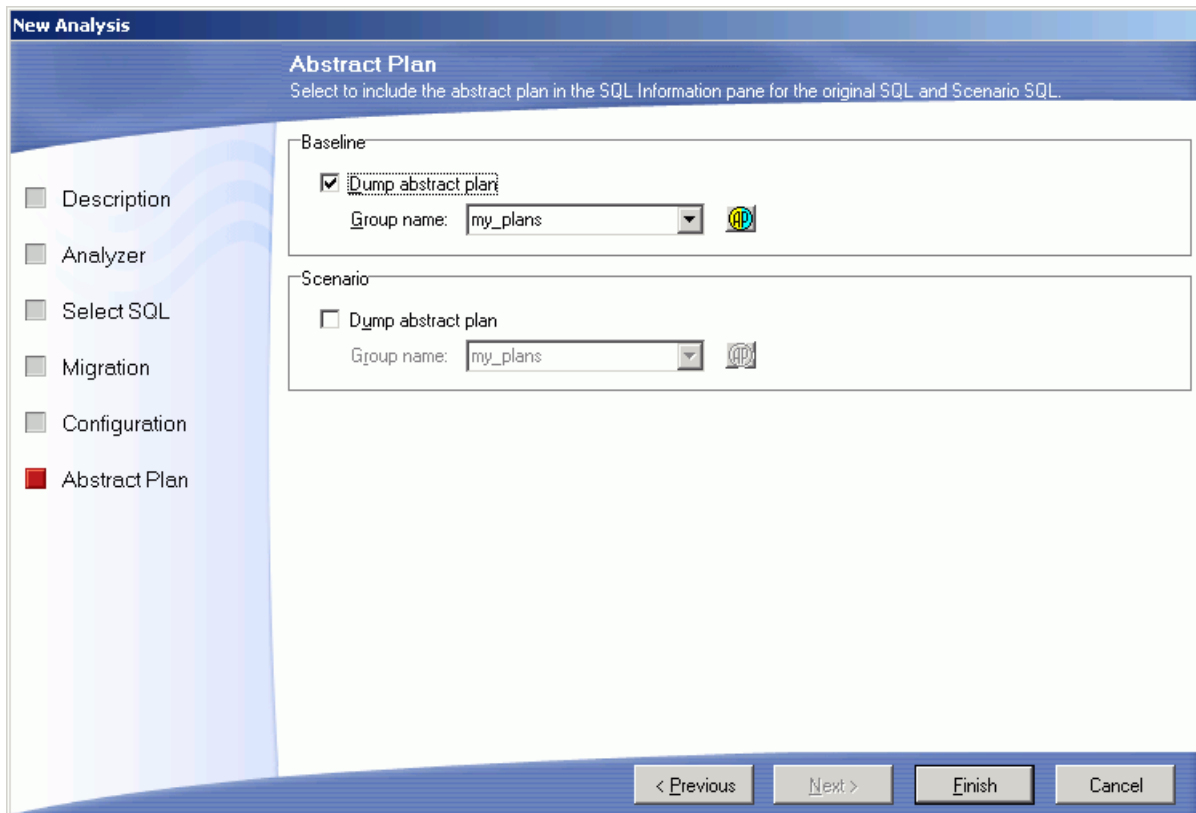 New Analysis
Abstract Plan
Select to include the abstract plan in the SQL Information pane for the original SQL and Scenario SQL.
Description
Analyzer
Select SQL
Migration
Configuration
Abstract Plan
Baseline
Dump abstract plan
Group name: my_plans AP
Scenario
Dump abstract plan
Group name: my_plans AP
< Previous Next > Finish Cancel